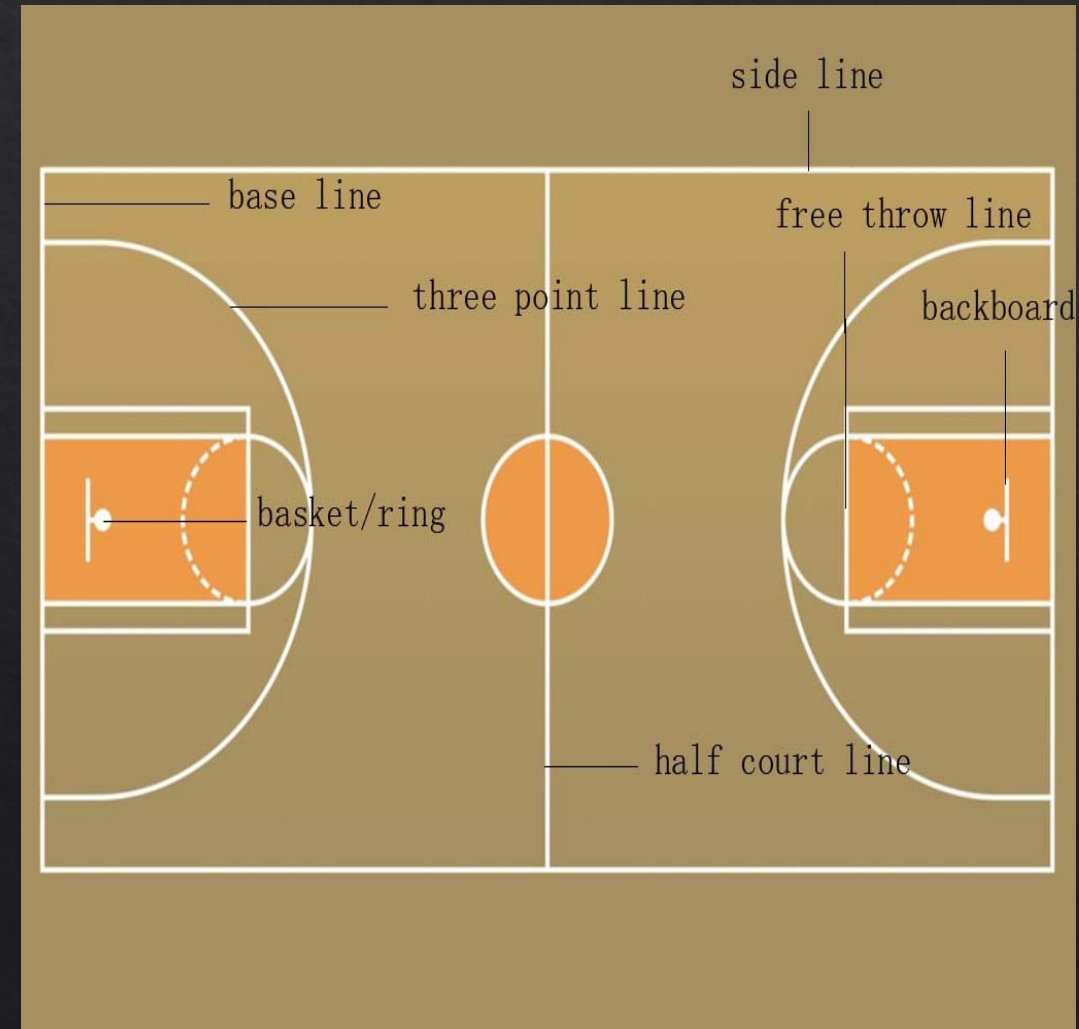 side line
base line
free throw line
three point line
backboard
basket/ring
half court line